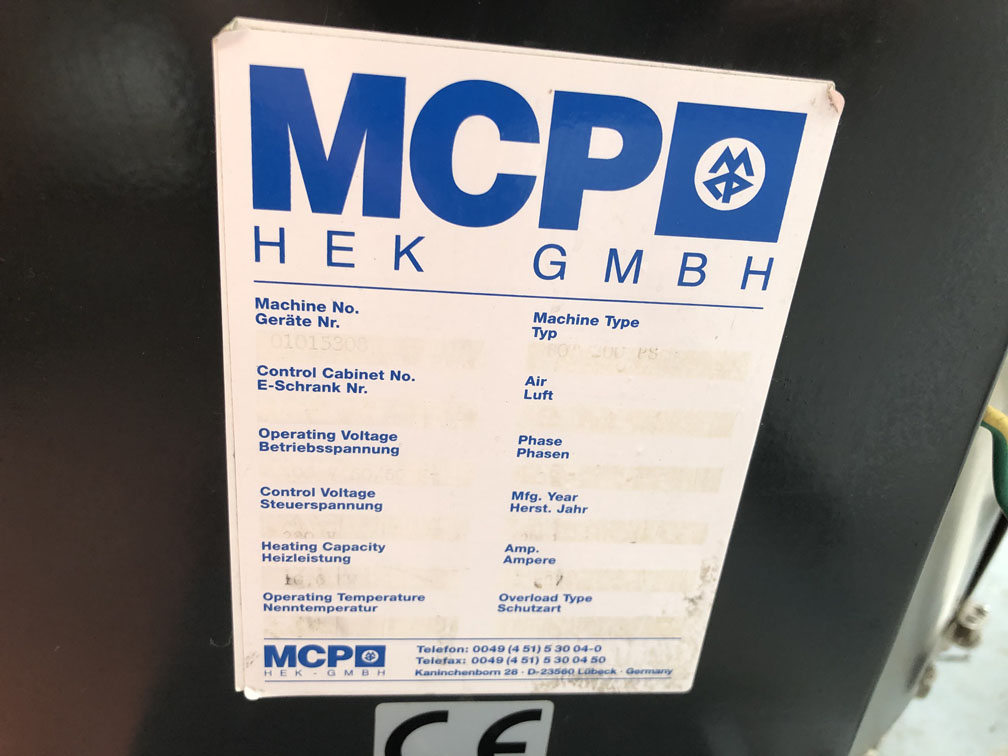 MCP
HEK GMBH
Machine No.
Geräte Nr.
Machine Type
Typ
Control Cabinet No.
E-Schrank Nr.
Air
Luft
Operating Voltage
Betriebsspannung
Phase
Phasen
Control Voltage
Steuerspannung
Mfg. Year
Herst. Jahr
Heating Capacity
Heizleistung
Amp.
Ampere
Operating Temperature
Nenntemperatur
Overload Type
Schutzart
MCP
HEK - GMBH
Telefon: 0049 (4 51) 5 30 04-0
Telefax: 0049 (4 51) 5 30 04 50
Kaninchenborn 28 · D-23560 Lübeck · Germany
CE